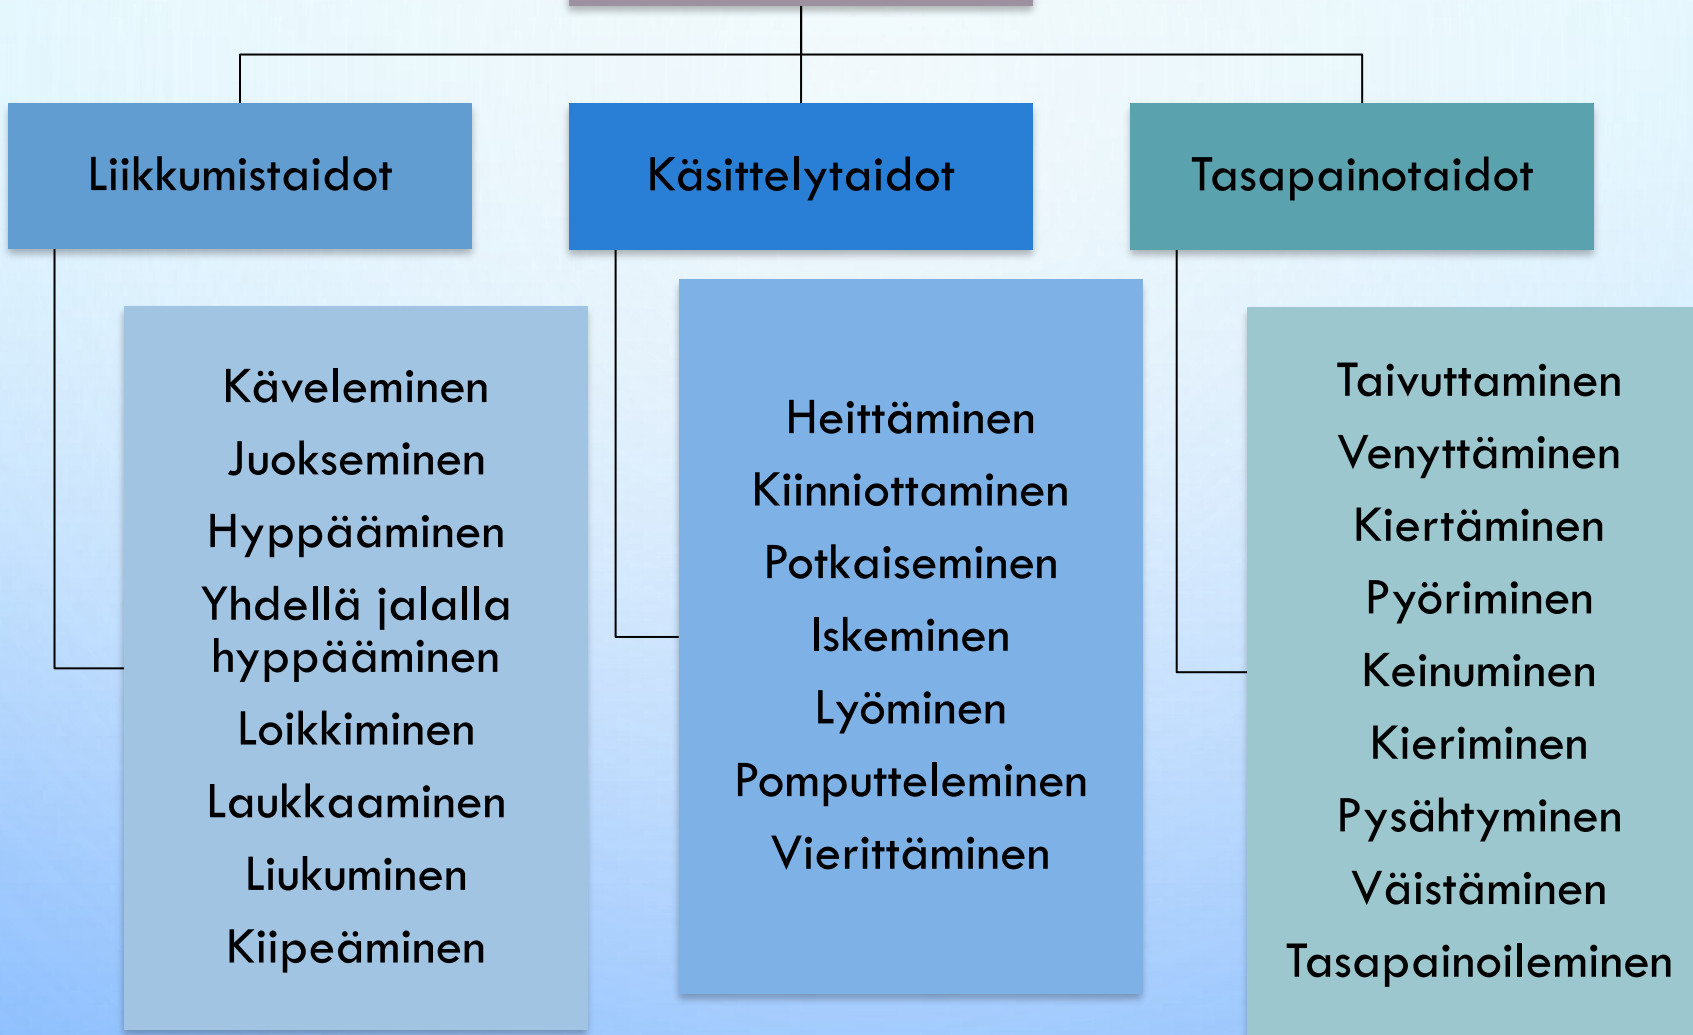 Liikkumistaidot
Käveleminen
Juokseminen
Hyppääminen
Yhdellä jalalla
hyppääminen
Loikkiminen
Laukkaaminen
Liukuminen
Kiipeäminen
Käsittelytaidot
Heittäminen
Kiinniottaminen
Potkaiseminen
Iskeminen
Lyöminen
Pomputteleminen
Vierittäminen
Tasapainotaidot
Taivuttaminen
Venyttäminen
Kiertäminen
Pyöriminen
Keinuminen
Kieriminen
Pysähtyminen
Väistäminen
Tasapainoileminen